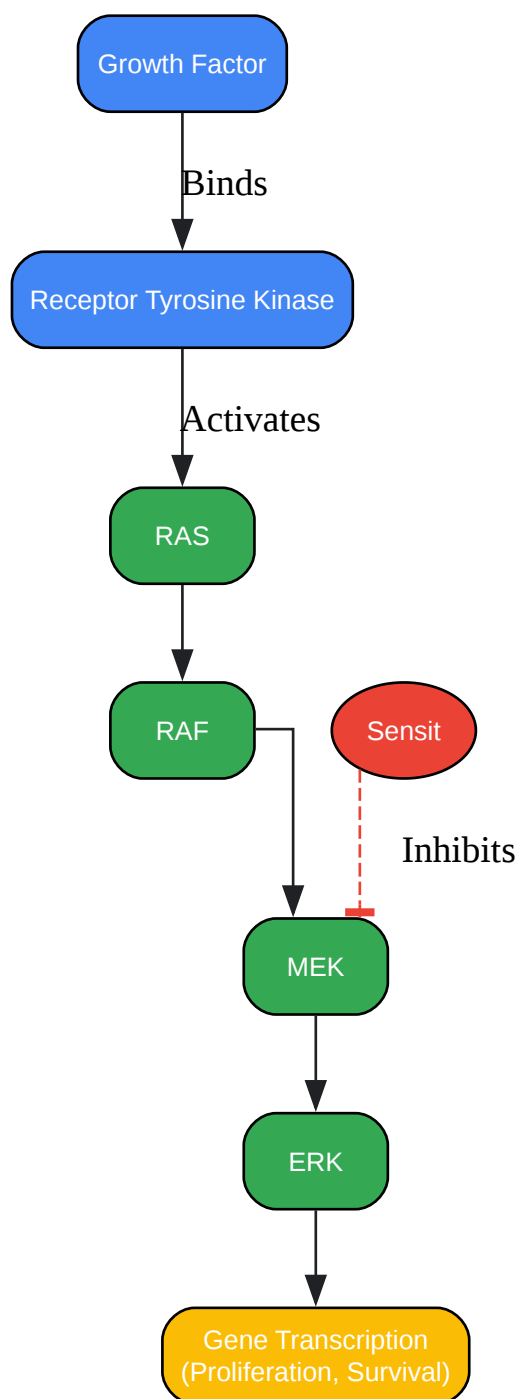 Growth Factor
Binds
Receptor Tyrosine Kinase
Activates
RAS
RAF
Sensit
Inhibits
MEK
ERK
Gene Transcription
(Proliferation, Survival)